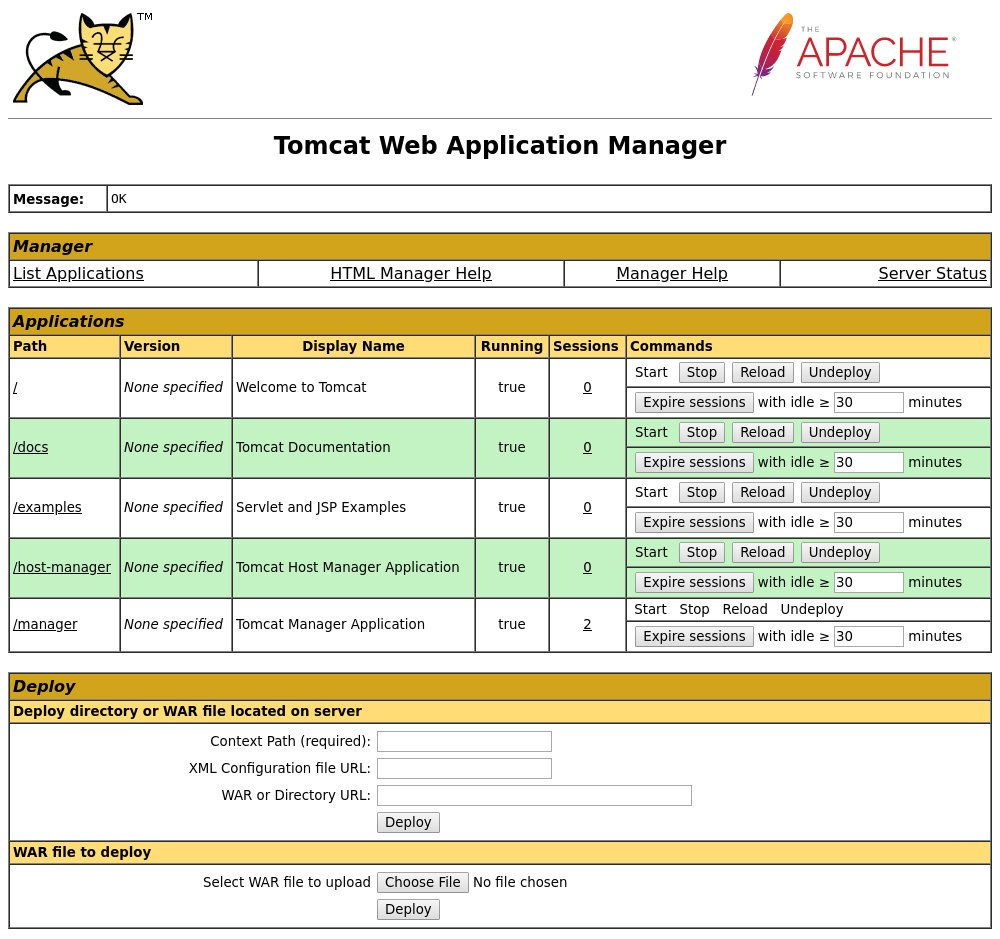 TM
THE
APACHE®
SOFTWARE FOUNDATION
Tomcat Web Application Manager
Message: OK
Manager
List Applications HTML Manager Help Manager Help Server Status
Applications
Path Version Display Name Running Sessions Commands
/ None specified Welcome to Tomcat true 0 Start Stop Reload Undeploy
Expire sessions with idle ≥ 30 minutes
/docs None specified Tomcat Documentation true 0 Start Stop Reload Undeploy
Expire sessions with idle ≥ 30 minutes
/examples None specified Servlet and JSP Examples true 0 Start Stop Reload Undeploy
Expire sessions with idle ≥ 30 minutes
/host-manager None specified Tomcat Host Manager Application true 0 Start Stop Reload Undeploy
Expire sessions with idle ≥ 30 minutes
/manager None specified Tomcat Manager Application true 2 Start Stop Reload Undeploy
Expire sessions with idle ≥ 30 minutes
Deploy
Deploy directory or WAR file located on server
Context Path (required):
XML Configuration file URL:
WAR or Directory URL:
Deploy
WAR file to deploy
Select WAR file to upload Choose File No file chosen
Deploy